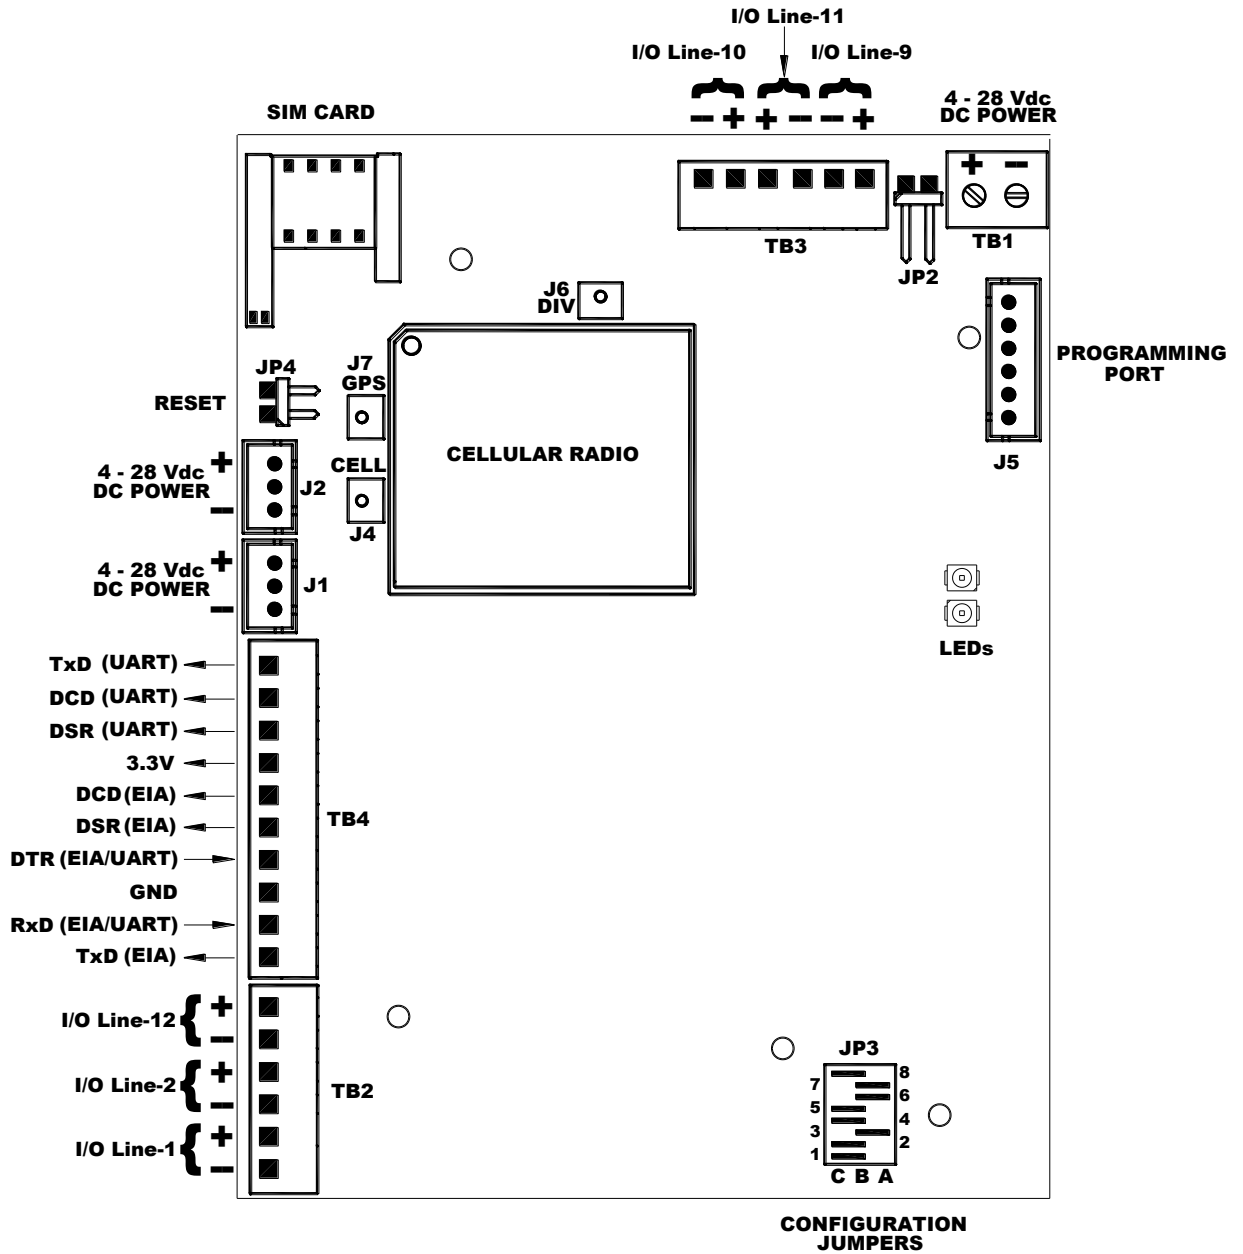 I/O Line-11
I/O Line-10
I/O Line-9
-- + + -- -- +
SIM CARD
4 - 28 Vdc
DC POWER
+ --
TB3
TB1
JP2
J6
DIV
PROGRAMMING
PORT
J5
JP4
RESET
J7
GPS
CELLULAR RADIO
CELL
J4
4 - 28 Vdc
DC POWER
+
--
J2
4 - 28 Vdc
DC POWER
+
--
J1
LEDs
TxD (UART)
DCD (UART)
DSR (UART)
3.3V
DCD (EIA)
DSR (EIA)
DTR (EIA/UART)
GND
RxD (EIA/UART)
TxD (EIA)
TB4
I/O Line-12 { +
--
I/O Line-2 { +
--
I/O Line-1 { +
--
TB2
JP3
8
7
6
5
4
3
2
1
C B A
CONFIGURATION
JUMPERS